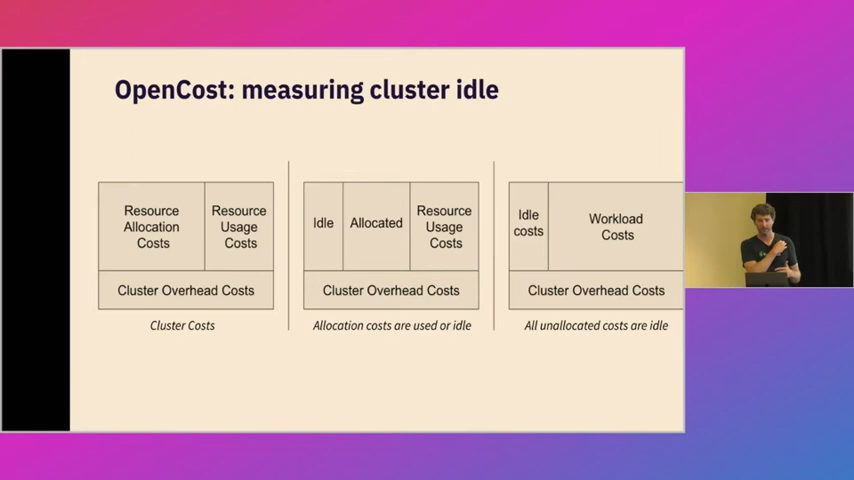 OpenCost: measuring cluster idle
Resource
Allocation
Costs
Resource
Usage
Costs
Cluster Overhead Costs
Cluster Costs
Idle
Allocated
Resource
Usage
Costs
Cluster Overhead Costs
Allocation costs are used or idle
Idle
costs
Workload
Costs
Cluster Overhead Costs
All unallocated costs are idle